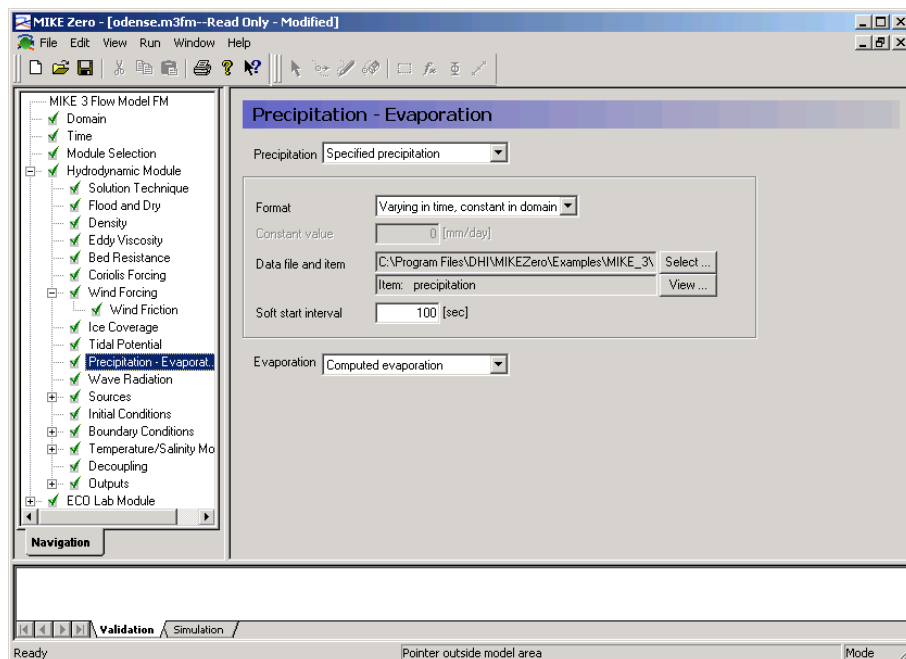 MIKE Zero - [odense.m3fm--Read Only - Modified]
File Edit View Run Window Help
MIKE 3 Flow Model FM
Domain
Time
Module Selection
Hydrodynamic Module
Solution Technique
Flood and Dry
Density
Eddy Viscosity
Bed Resistance
Coriolis Forcing
Wind Forcing
Wind Friction
Ice Coverage
Tidal Potential
Precipitation - Evaporat..
Wave Radiation
Sources
Initial Conditions
Boundary Conditions
Temperature/Salinity Mo
Decoupling
Outputs
ECO Lab Module
Navigation
Precipitation - Evaporation
Precipitation Specified precipitation
Format Varying in time, constant in domain
Constant value 0 [mm/day]
Data file and item C:\Program Files\DHI\MIKEZero\Examples\MIKE_3\ Select ...
Item: precipitation View ...
Soft start interval 100 [sec]
Evaporation Computed evaporation
Validation Simulation
Ready Pointer outside model area Mode